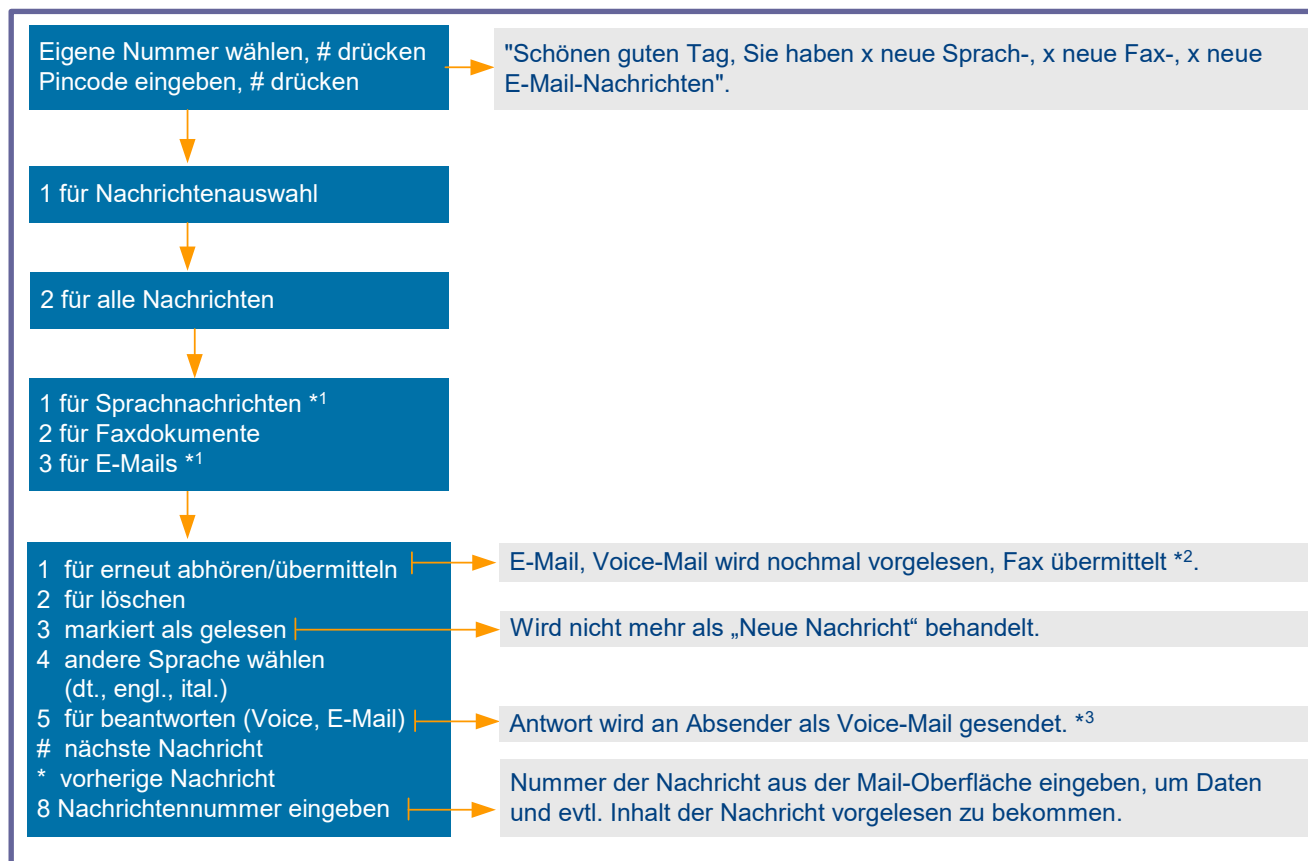 Eigene Nummer wählen, # drücken
Pincode eingeben, # drücken
"Schönen guten Tag, Sie haben x neue Sprach-, x neue Fax-, x neue
E-Mail-Nachrichten".
1 für Nachrichtenauswahl
2 für alle Nachrichten
1 für Sprachnachrichten *1
2 für Faxdokumente
3 für E-Mails *1
1 für erneut abhören/übermitteln
E-Mail, Voice-Mail wird nochmal vorgelesen, Fax übermittelt *2.
2 für löschen
3 markiert als gelesen
Wird nicht mehr als „Neue Nachricht“ behandelt.
4 andere Sprache wählen
(dt., engl., ital.)
5 für beantworten (Voice, E-Mail)
Antwort wird an Absender als Voice-Mail gesendet. *3
# nächste Nachricht
* vorherige Nachricht
8 Nachrichtennummer eingeben
Nummer der Nachricht aus der Mail-Oberfläche eingeben, um Daten
und evtl. Inhalt der Nachricht vorgelesen zu bekommen.